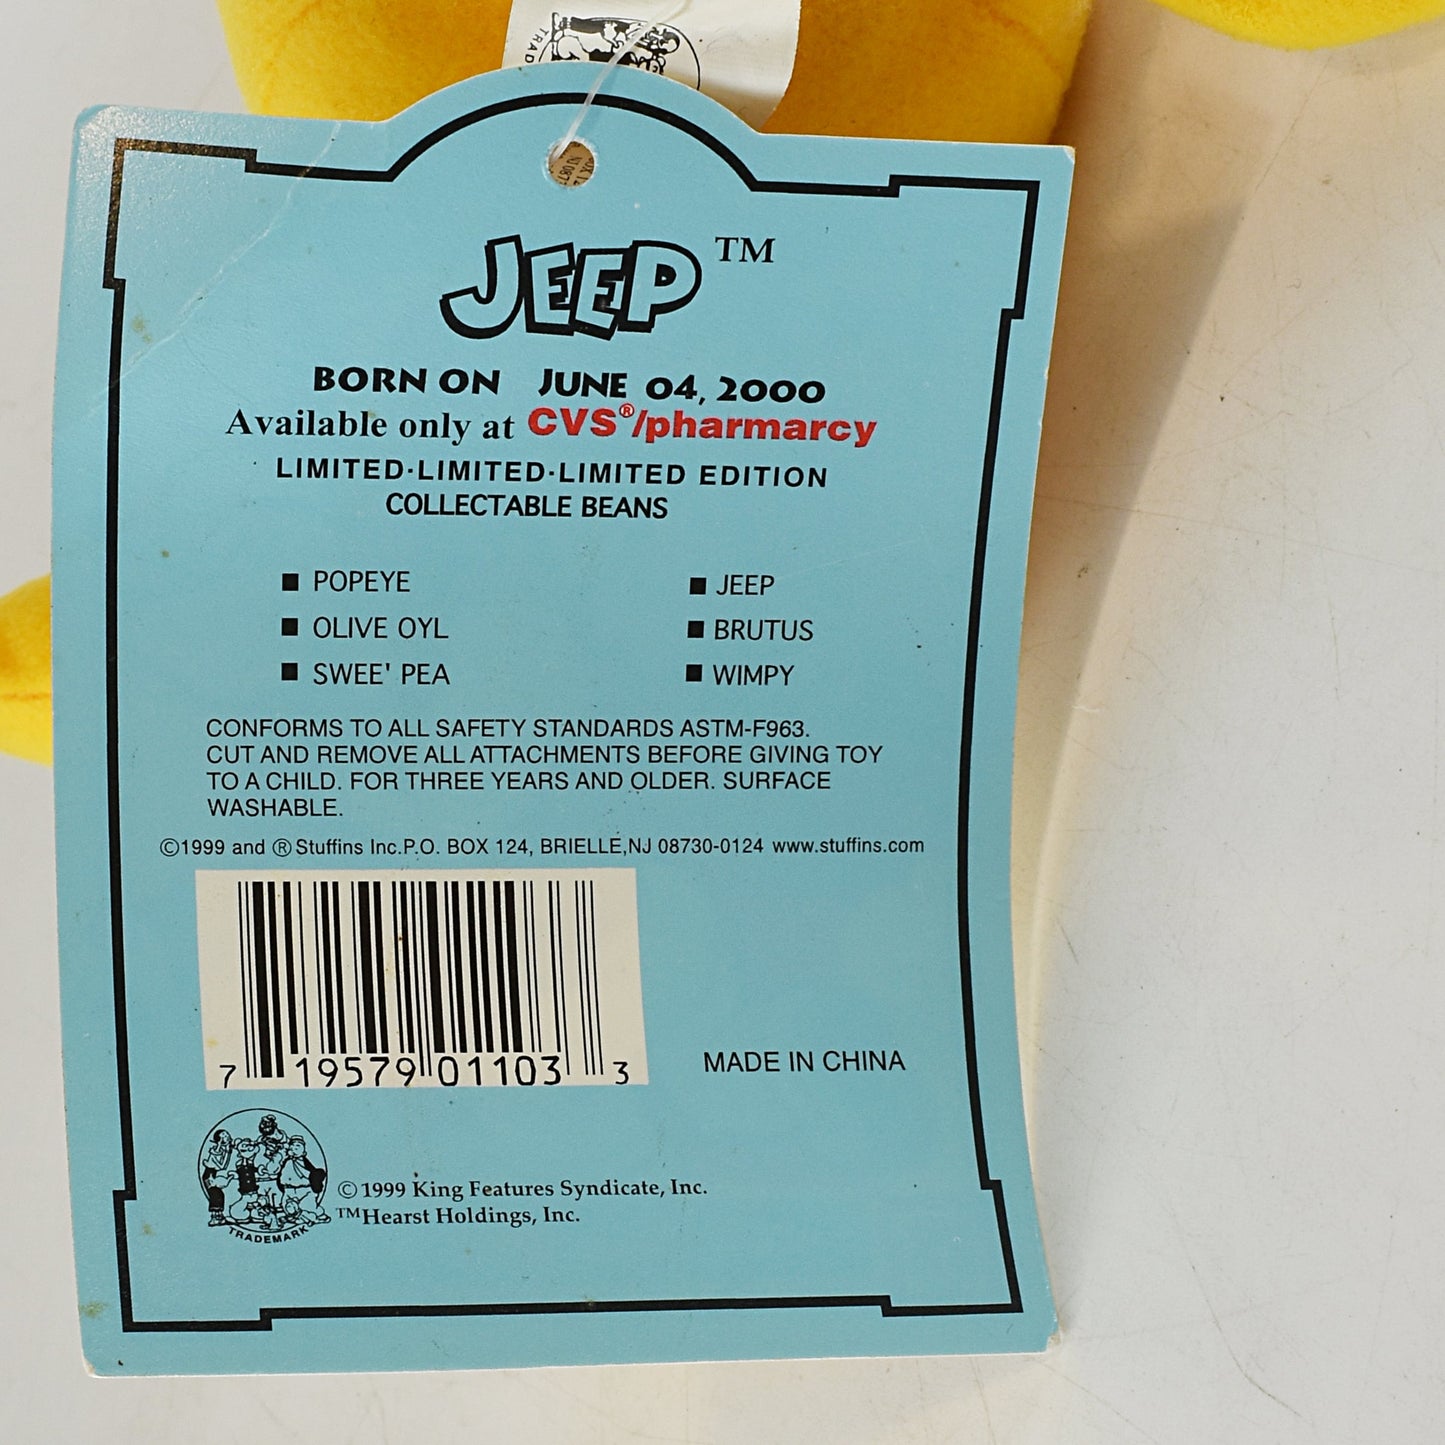 TRAD
JEEP™
BORN ON JUNE 04, 2000
Available only at CVS®/pharmarcy
LIMITED·LIMITED·LIMITED EDITION
COLLECTABLE BEANS
■ POPEYE ■ JEEP
■ OLIVE OYL ■ BRUTUS
■ SWEE' PEA ■ WIMPY
CONFORMS TO ALL SAFETY STANDARDS ASTM-F963.
CUT AND REMOVE ALL ATTACHMENTS BEFORE GIVING TOY
TO A CHILD. FOR THREE YEARS AND OLDER. SURFACE
WASHABLE.
©1999 and ® Stuffins Inc.P.O. BOX 124, BRIELLE,NJ 08730-0124 www.stuffins.com
7 19579 01103 3
MADE IN CHINA
© 1999 King Features Syndicate, Inc.
™Hearst Holdings, Inc.
TRADEMARK